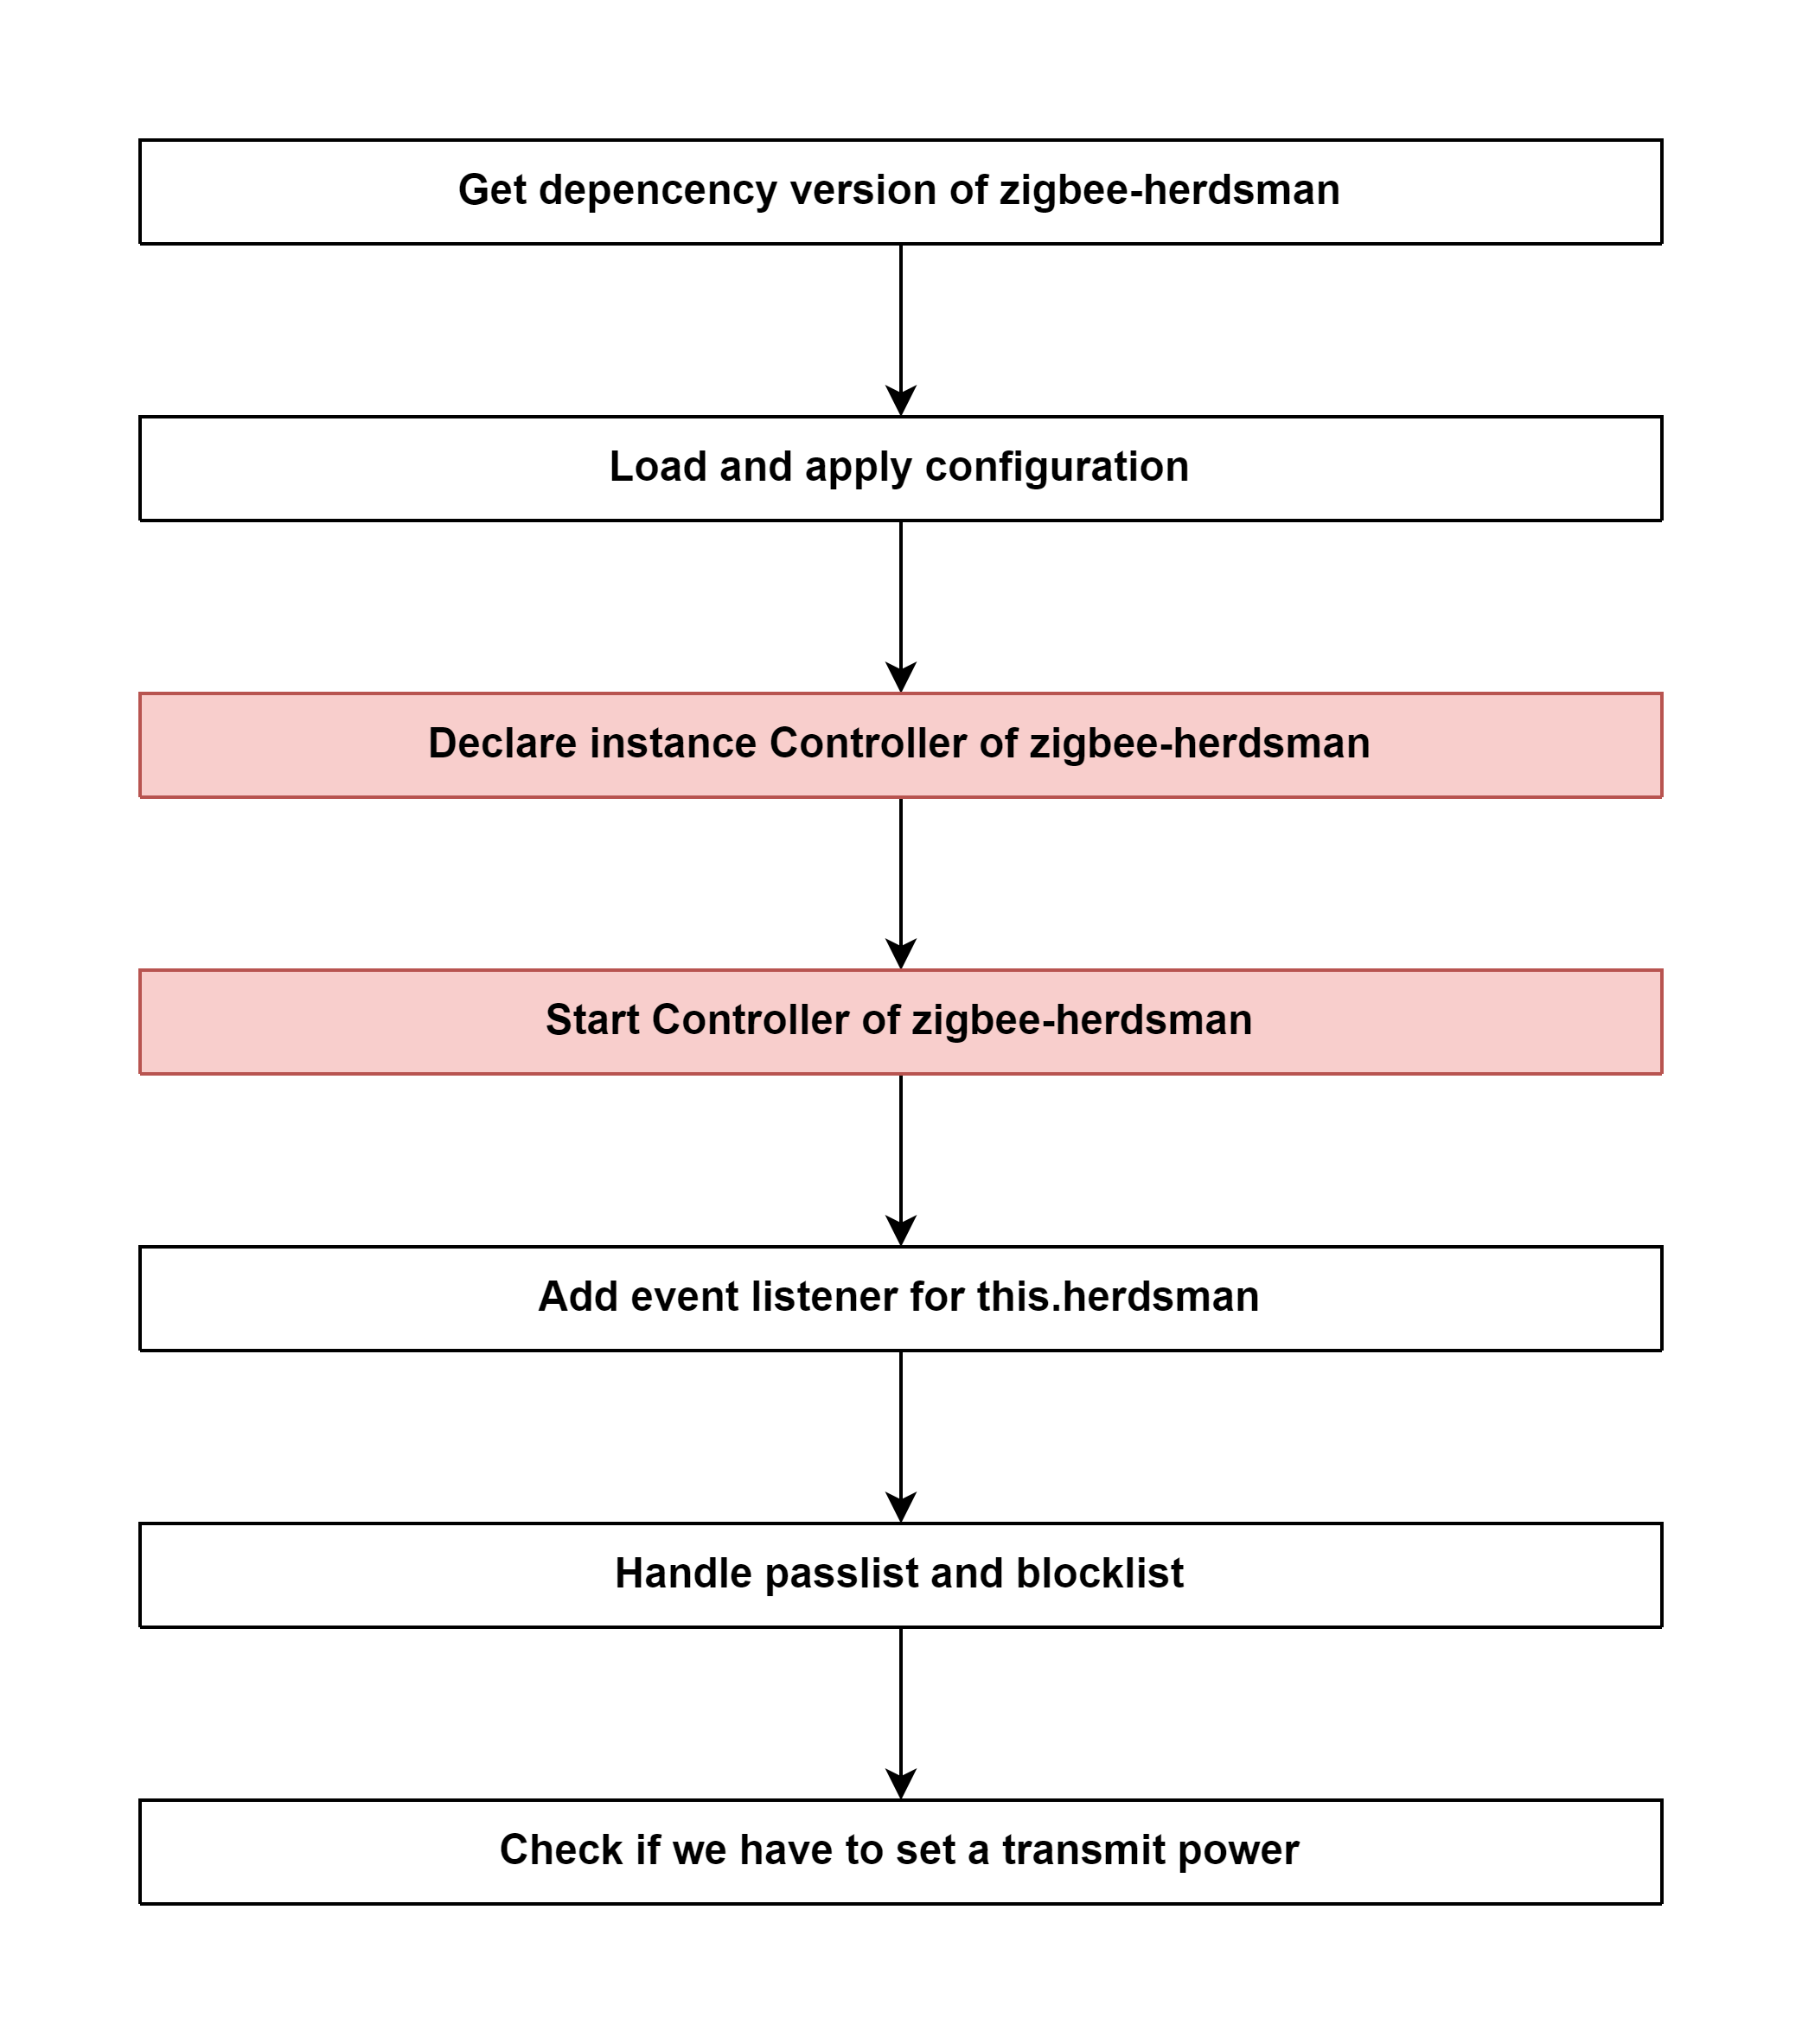 Get depencency version of zigbee-herdsman
Load and apply configuration
Declare instance Controller of zigbee-herdsman
Start Controller of zigbee-herdsman
Add event listener for this.herdsman
Handle passlist and blocklist
Check if we have to set a transmit power